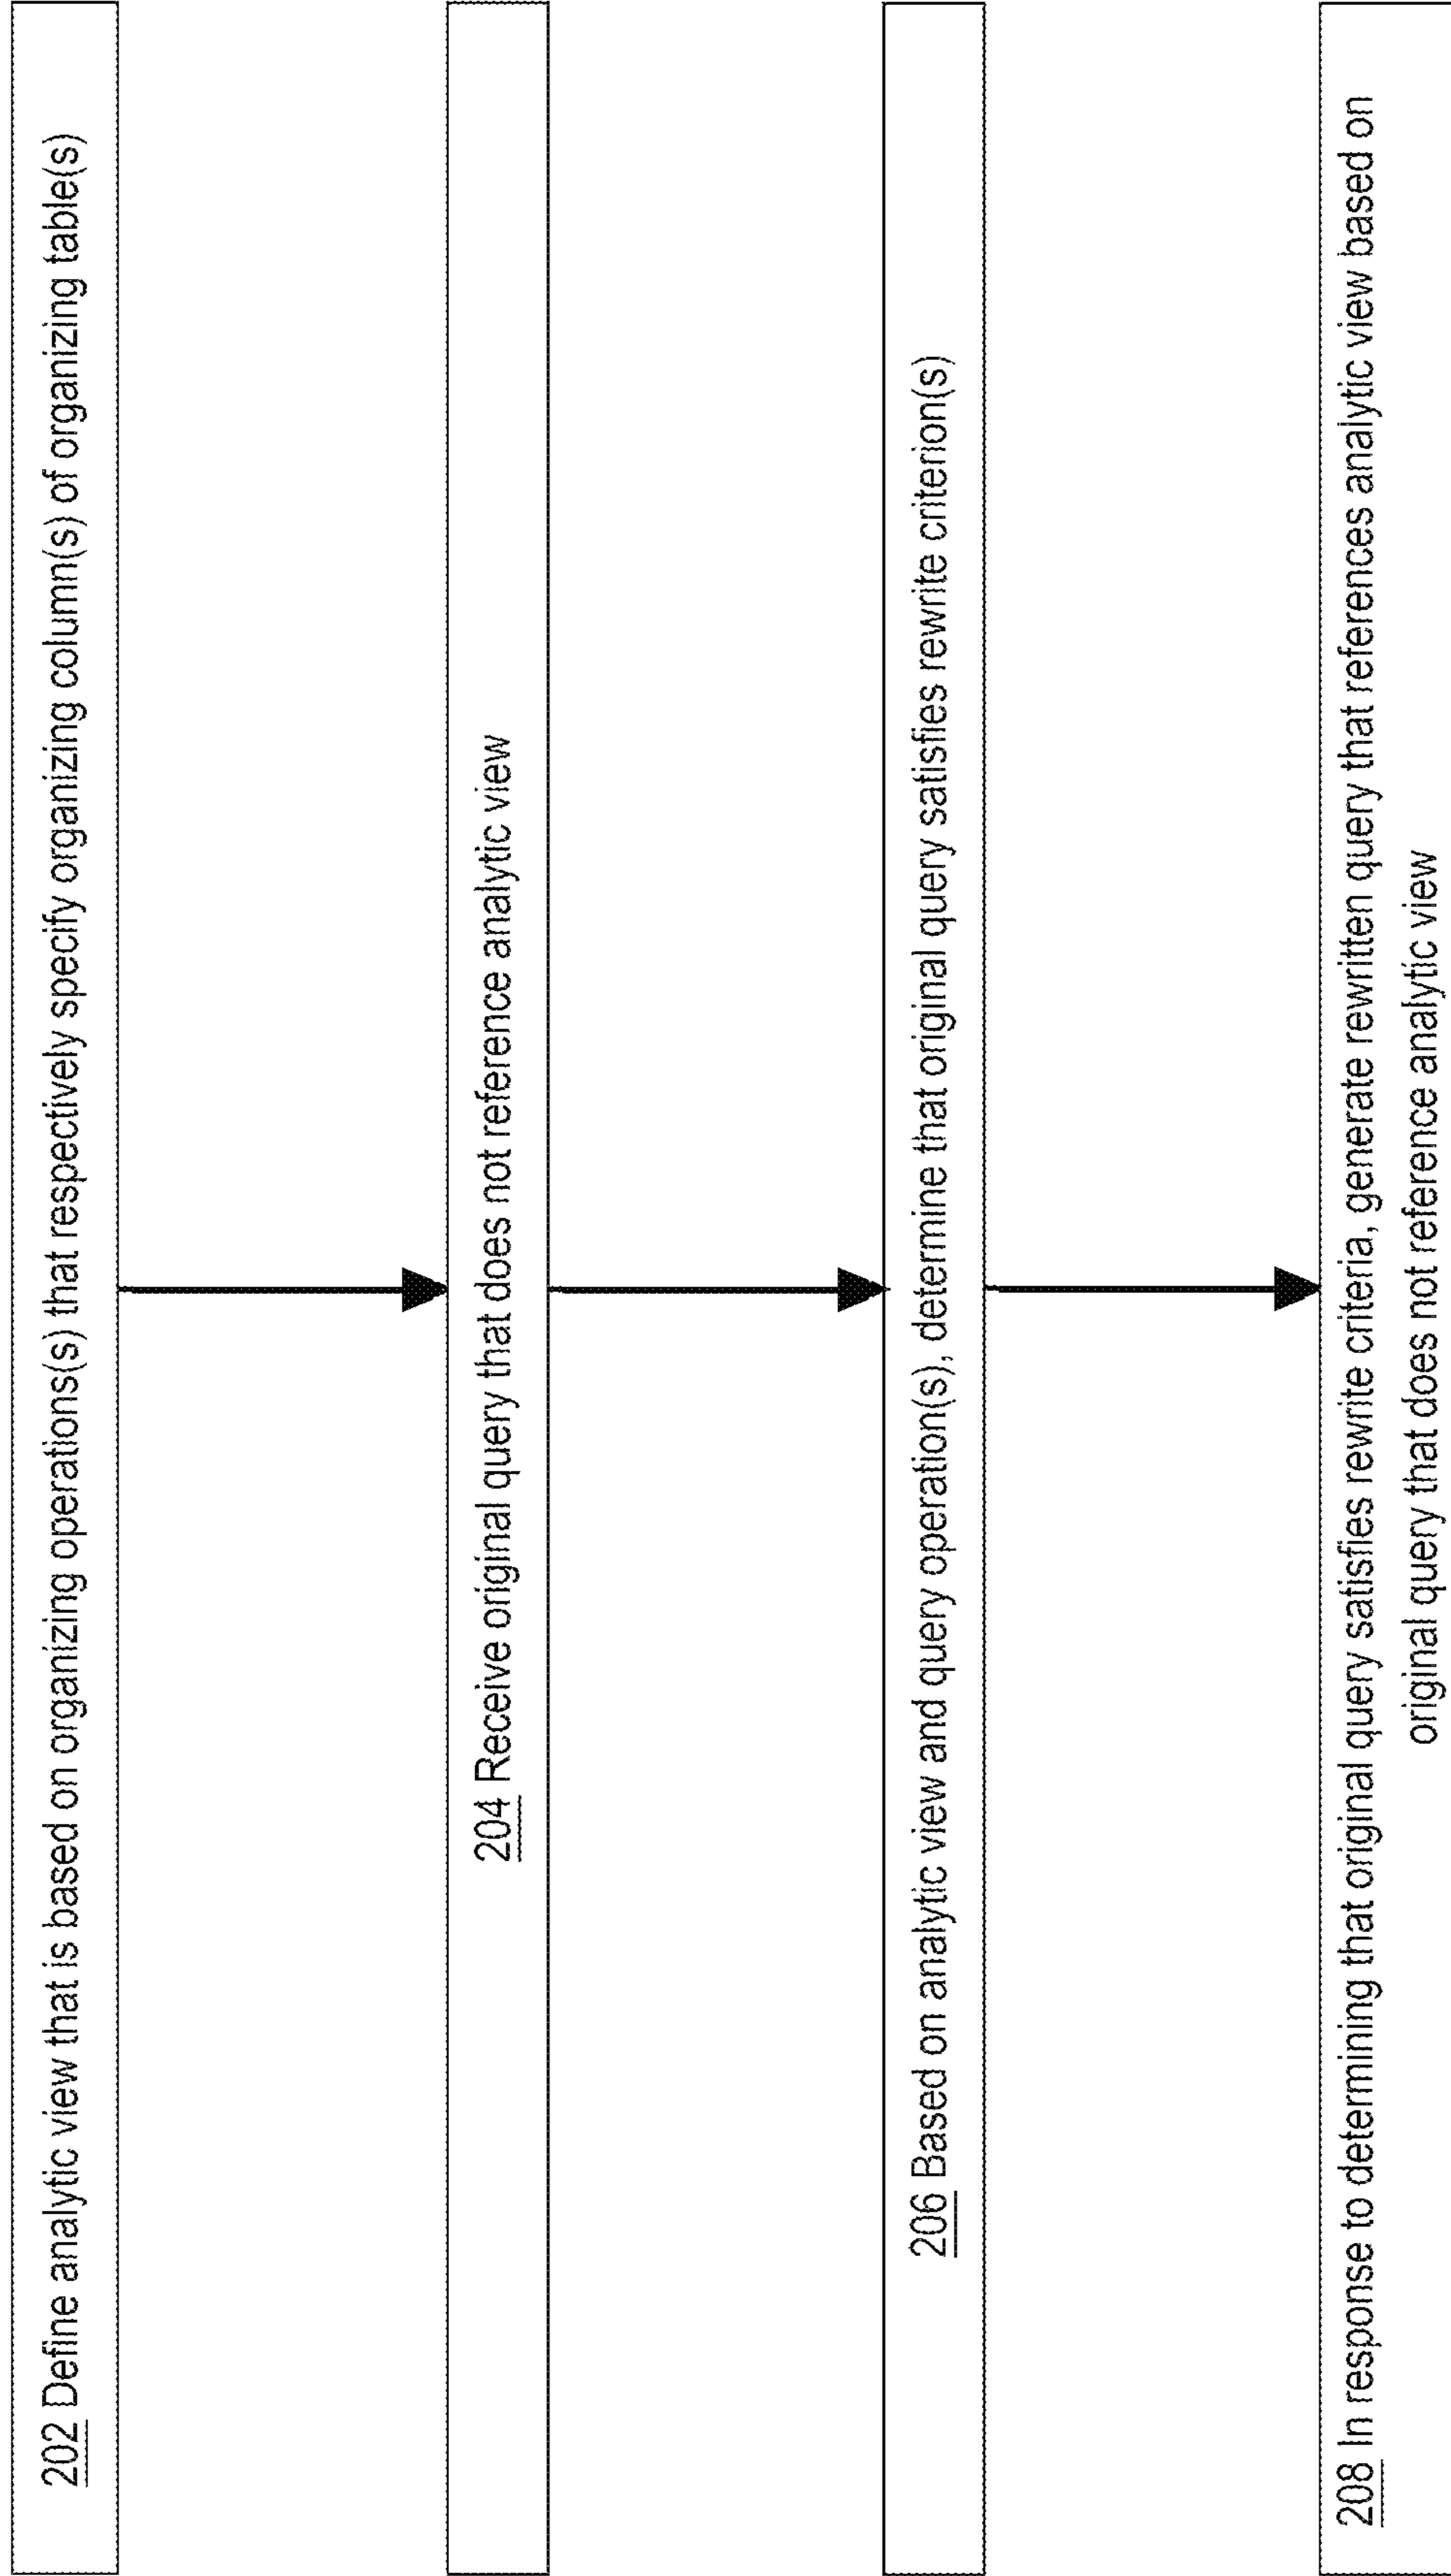 202 Define analytic view that is based on organizing operations(s) that respectively specify organizing column(s) of organizing table(s)
204 Receive original query that does not reference analytic view
206 Based on analytic view and query operation(s), determine that original query satisfies rewrite criterion(s)
208 In response to determining that original query satisfies rewrite criteria, generate rewritten query that references analytic view based on
original query that does not reference analytic view